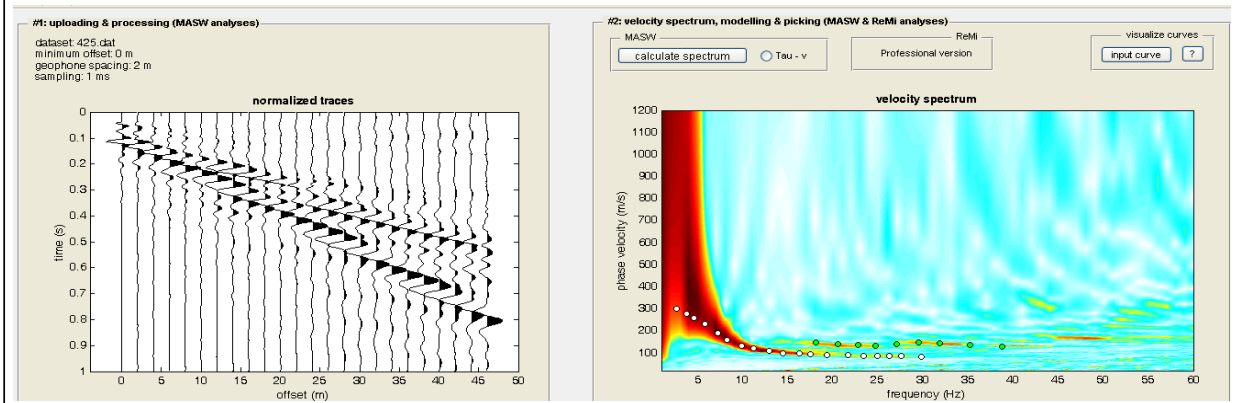 #1: uploading & processing (MASW analyses)
dataset: 425.dat
minimum offset: 0 m
geophone spacing: 2 m
sampling: 1 ms
normalized traces
0
0.1
0.2
0.3
0.4
0.5
0.6
0.7
0.8
0.9
1
time (s)
0 5 10 15 20 25 30 35 40 45 50
offset (m)
#2: velocity spectrum, modelling & picking (MASW & ReMi analyses)
MASW
calculate spectrum
Tau - v
ReMi
Professional version
visualize curves
input curve ?
velocity spectrum
1200
1100
1000
900
800
700
600
500
400
300
200
100
phase velocity (m/s)
5 10 15 20 25 30 35 40 45 50 55 60
frequency (Hz)